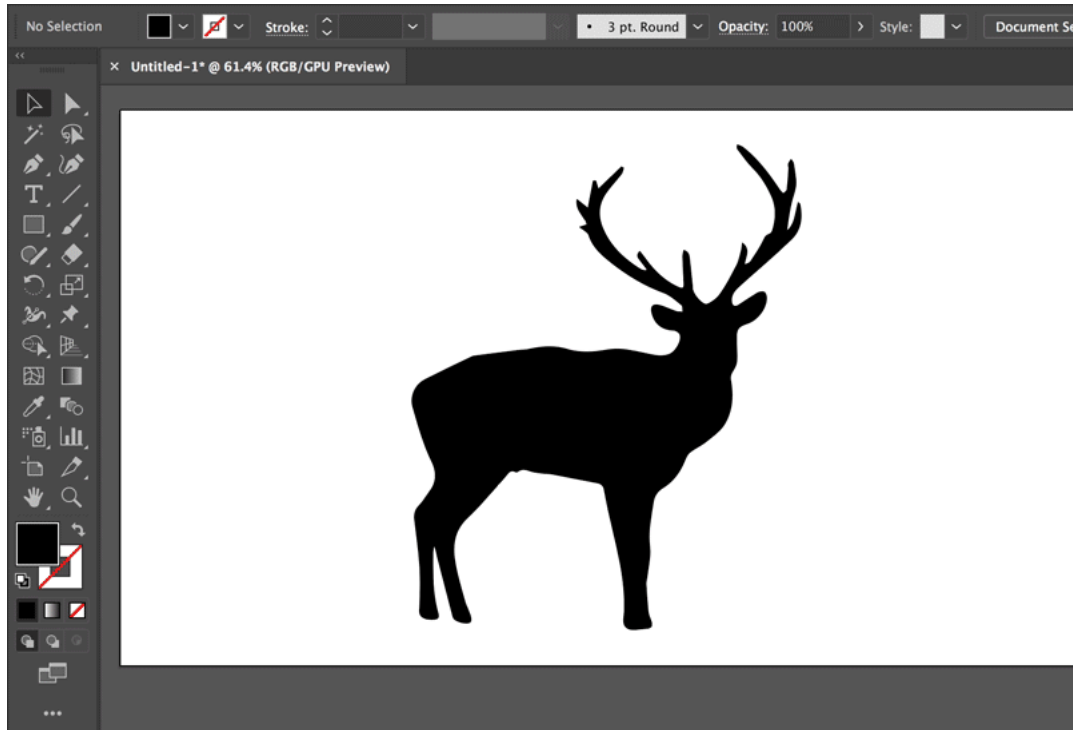 No Selection Stroke: 3 pt. Round Opacity: 100% Style: Document Se
Untitled-1* @ 61.4% (RGB/GPU Preview)